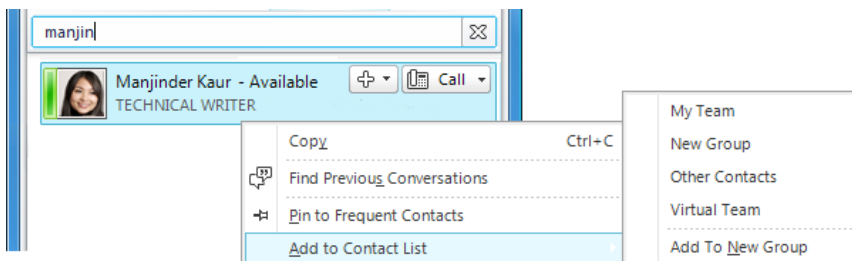 manjin
Manjinder Kaur - Available
Call
TECHNICAL WRITER
Copy Ctrl+C
Find Previous Conversations
Pin to Frequent Contacts
Add to Contact List
My Team
New Group
Other Contacts
Virtual Team
Add To New Group